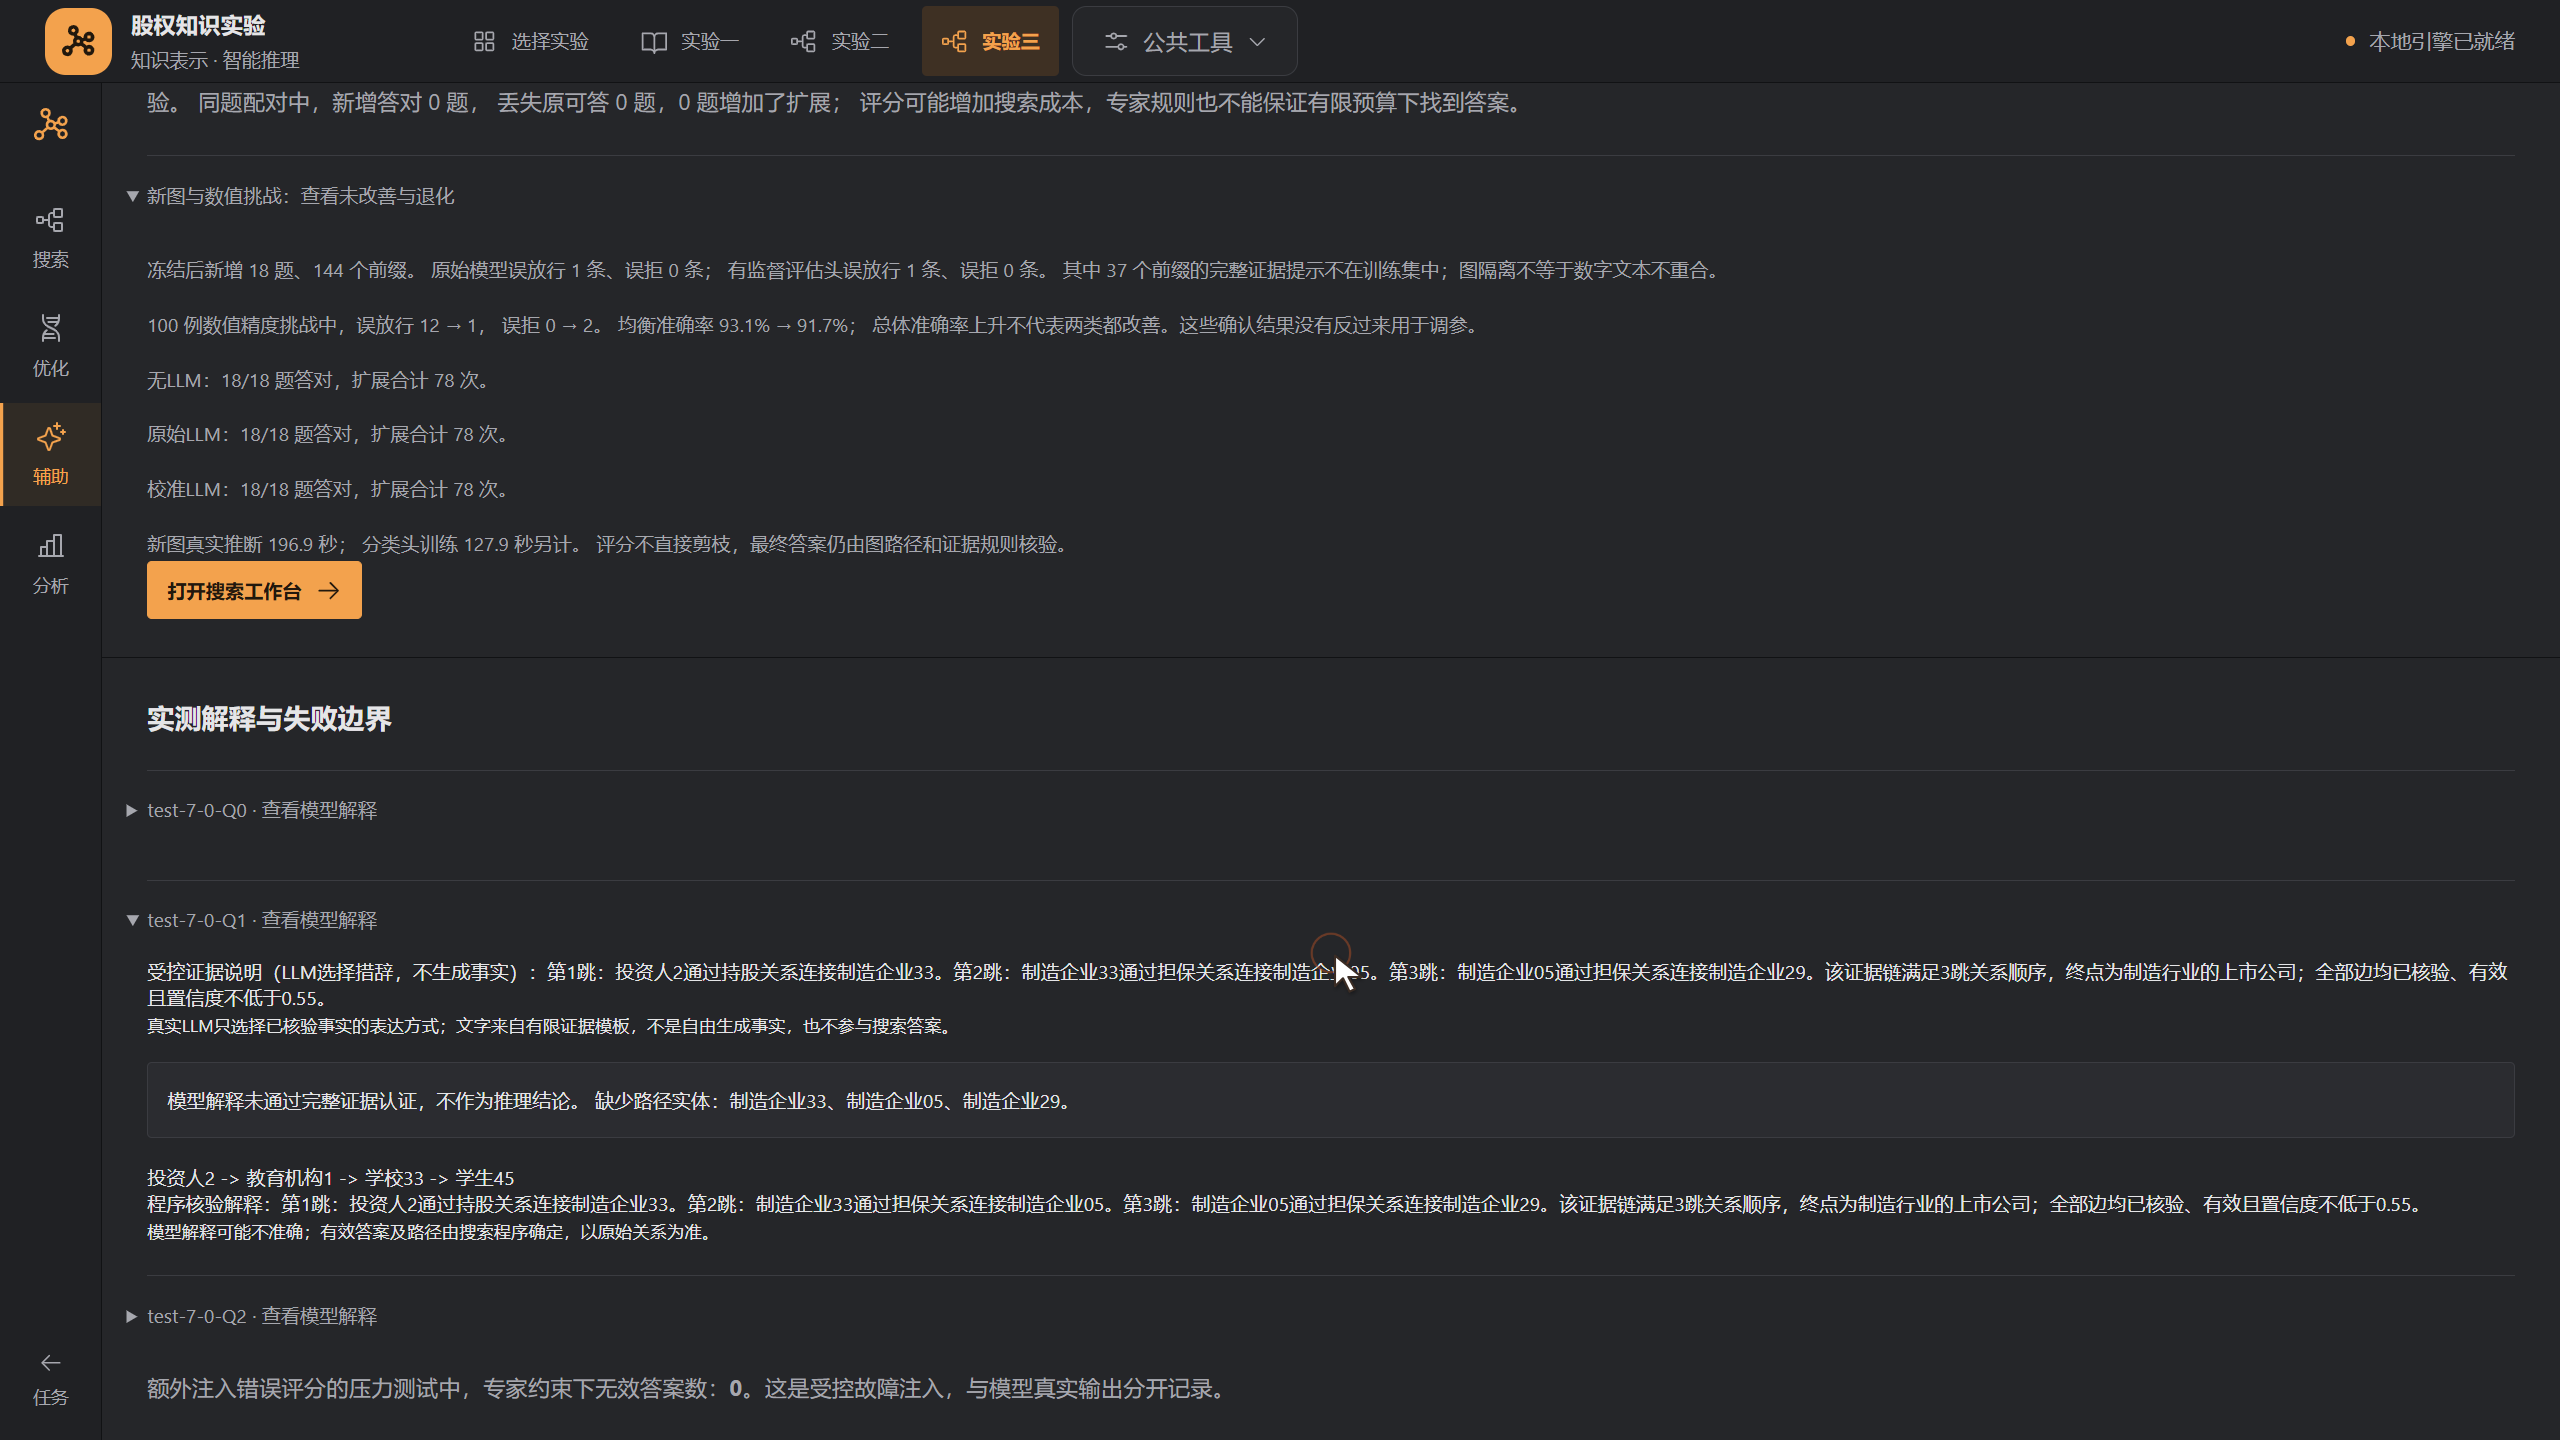 股权知识实验
知识表示 · 智能推理
选择实验
实验一
实验二
实验三
公共工具
本地引擎已就绪
搜索
优化
辅助
分析
任务
验。 同题配对中，新增答对 0 题， 丢失原可答 0 题，0 题增加了扩展； 评分可能增加搜索成本，专家规则也不能保证有限预算下找到答案。
新图与数值挑战：查看未改善与退化
冻结后新增 18 题、144 个前缀。 原始模型误放行 1 条、误拒 0 条； 有监督评估头误放行 1 条、误拒 0 条。 其中 37 个前缀的完整证据提示不在训练集中；图隔离不等于数字文本不重合。
100 例数值精度挑战中，误放行 12 → 1， 误拒 0 → 2。 均衡准确率 93.1% → 91.7%； 总体准确率上升不代表两类都改善。这些确认结果没有反过来用于调参。
无LLM：18/18 题答对，扩展合计 78 次。
原始LLM：18/18 题答对，扩展合计 78 次。
校准LLM：18/18 题答对，扩展合计 78 次。
新图真实推断 196.9 秒； 分类头训练 127.9 秒另计。 评分不直接剪枝，最终答案仍由图路径和证据规则核验。
打开搜索工作台
实测解释与失败边界
test-7-0-Q0 · 查看模型解释
test-7-0-Q1 · 查看模型解释
受控证据说明（LLM选择措辞，不生成事实）：第1跳：投资人2通过持股关系连接制造企业33。第2跳：制造企业33通过担保关系连接制造企业05。第3跳：制造企业05通过担保关系连接制造企业29。该证据链满足3跳关系顺序，终点为制造行业的上市公司；全部边均已核验、有效
且置信度不低于0.55。
真实LLM只选择已核验事实的表达方式；文字来自有限证据模板，不是自由生成事实，也不参与搜索答案。
模型解释未通过完整证据认证，不作为推理结论。 缺少路径实体：制造企业33、制造企业05、制造企业29。
投资人2 -> 教育机构1 -> 学校33 -> 学生45
程序核验解释：第1跳：投资人2通过持股关系连接制造企业33。第2跳：制造企业33通过担保关系连接制造企业05。第3跳：制造企业05通过担保关系连接制造企业29。该证据链满足3跳关系顺序，终点为制造行业的上市公司；全部边均已核验、有效且置信度不低于0.55。
模型解释可能不准确；有效答案及路径由搜索程序确定，以原始关系为准。
test-7-0-Q2 · 查看模型解释
额外注入错误评分的压力测试中，专家约束下无效答案数：0。这是受控故障注入，与模型真实输出分开记录。